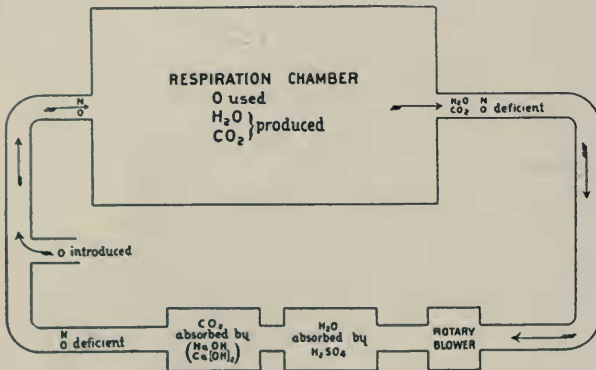 RESPIRATION CHAMBER
O used
H₂O
CO₂
} produced
N
O
H₂O N
CO₂ O deficient
O introduced
N
O deficient
CO₂
absorbed by
(NaOH
Ca[OH]₂)
H₂O
absorbed by
H₂SO₄
ROTARY
BLOWER